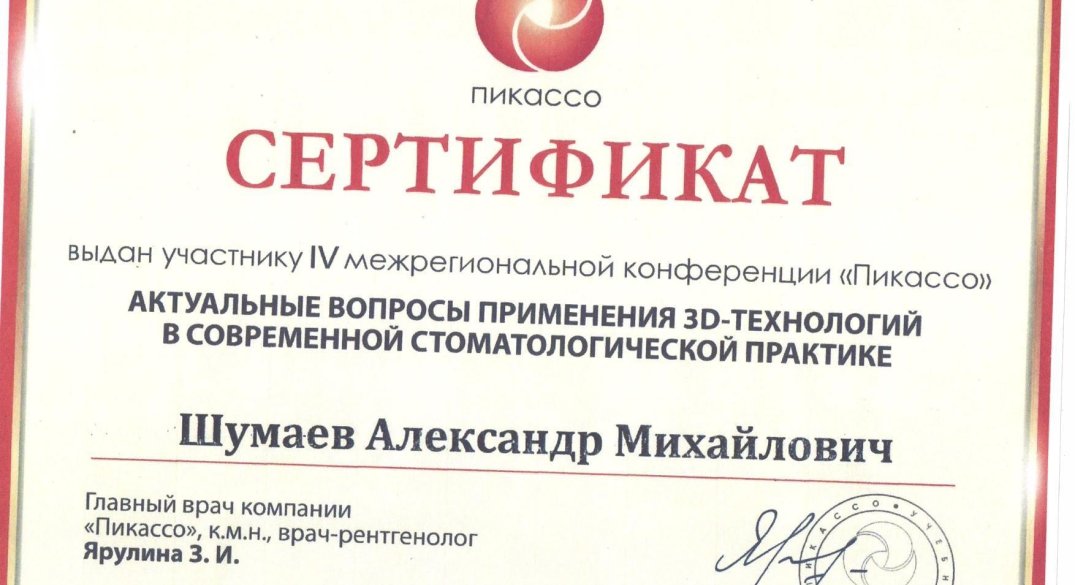 пикассо
СЕРТИФИКАТ
выдан участнику IV межрегиональной конференции «Пикассо»
АКТУАЛЬНЫЕ ВОПРОСЫ ПРИМЕНЕНИЯ 3D-ТЕХНОЛОГИЙ
В СОВРЕМЕННОЙ СТОМАТОЛОГИЧЕСКОЙ ПРАКТИКЕ
Шумаев Александр Михайлович
Главный врач компании
«Пикассо», к.м.н., врач-рентгенолог
Ярулина З. И.